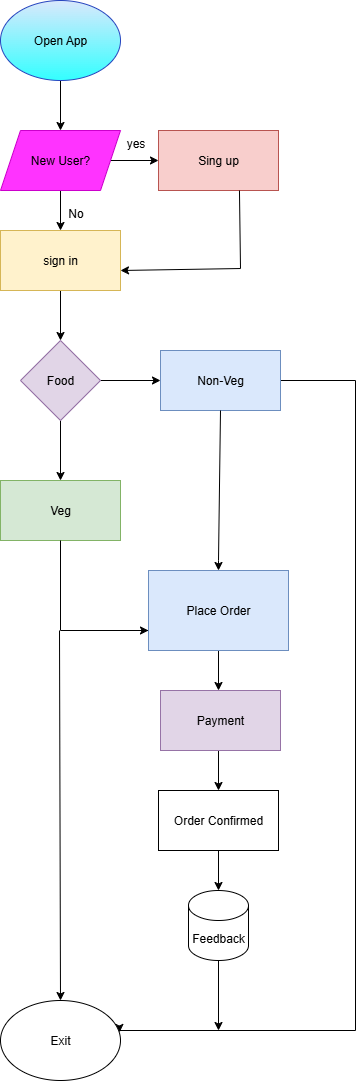 Open App
New User?
yes
Sing up
No
sign in
Food
Non-Veg
Veg
Place Order
Payment
Order Confirmed
Feedback
Exit